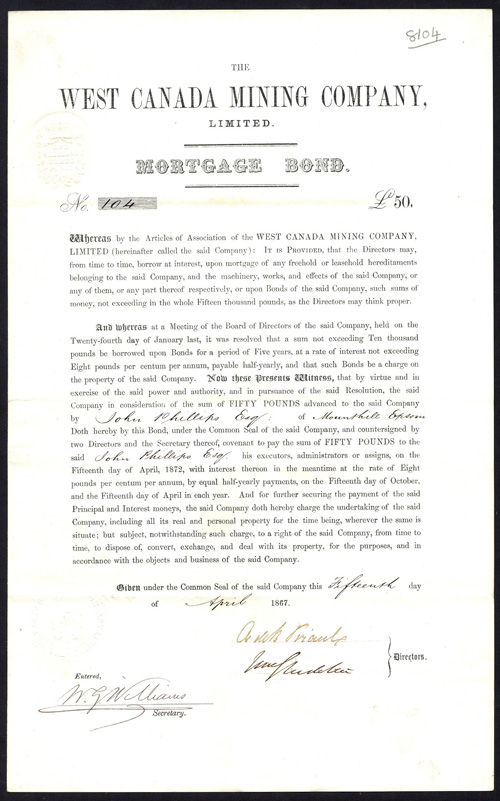 8104
THE
WEST CANADA MINING COMPANY,
LIMITED.
MORTGAGE BOND.
No. 104 £50.
Whereas by the Articles of Association of the WEST CANADA MINING COMPANY,
LIMITED (hereinafter called the said Company): IT IS PROVIDED, that the Directors may,
from time to time, borrow at interest, upon mortgage of any freehold or leasehold hereditaments
belonging to the said Company, and the machinery, works, and effects of the said Company, or
any of them, or any part thereof respectively, or upon Bonds of the said Company, such sums of
money, not exceeding in the whole Fifteen thousand pounds, as the Directors may think proper.
And whereas at a Meeting of the Board of Directors of the said Company, held on the
Twenty-fourth day of January last, it was resolved that a sum not exceeding Ten thousand
pounds be borrowed upon Bonds for a period of Five years, at a rate of interest not exceeding
Eight pounds per centum per annum, payable half-yearly, and that such Bonds be a charge on
the property of the said Company. Now these Presents Witness, that by virtue and in
exercise of the said power and authority, and in pursuance of the said Resolution, the said
Company in consideration of the sum of FIFTY POUNDS advanced to the said Company
by John Phillips Esq. of Mounthill Epsom
Doth hereby by this Bond, under the Common Seal of the said Company, and countersigned by
two Directors and the Secretary thereof, covenant to pay the sum of FIFTY POUNDS to the
said John Phillips Esq. his executors, administrators or assigns, on the
Fifteenth day of April, 1872, with interest thereon in the meantime at the rate of Eight
pounds per centum per annum, by equal half-yearly payments, on the Fifteenth day of October,
and the Fifteenth day of April in each year. And for further securing the payment of the said
Principal and Interest moneys, the said Company doth hereby charge the undertaking of the said
Company, including all its real and personal property for the time being, wherever the same is
situate; but subject, notwithstanding such charge, to a right of the said Company, from time to
time, to dispose of, convert, exchange, and deal with its property, for the purposes, and in
accordance with the objects and business of the said Company.
Given under the Common Seal of the said Company this Fifteenth day
of April 1867.
Directors.
Entered,
W. G. Williams
Secretary.